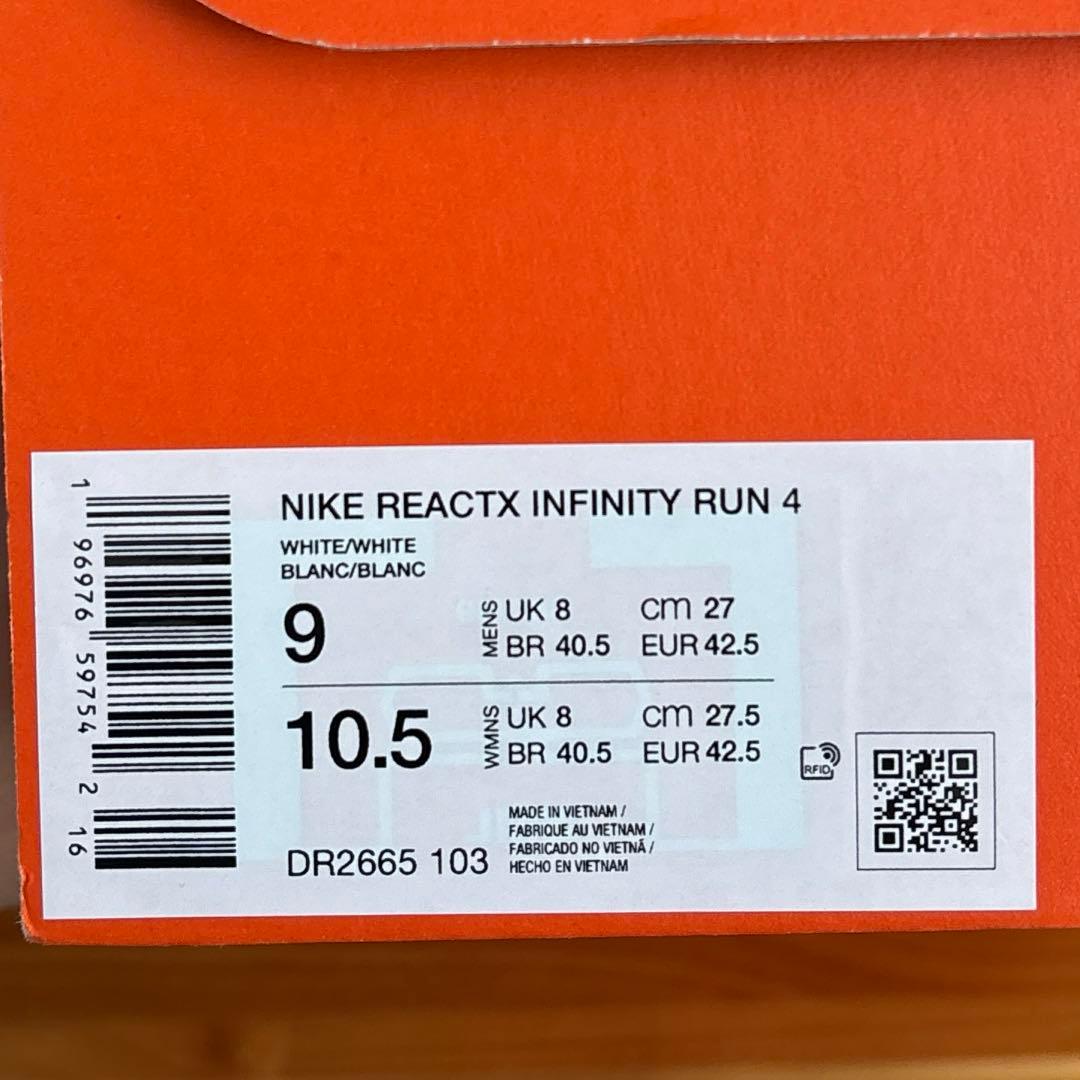 NIKE REACTX INFINITY RUN 4
WHITE/WHITE
BLANC/BLANC
9
MENS
UK 8 cm 27
BR 40.5 EUR 42.5
10.5
WMNS
UK 8 cm 27.5
BR 40.5 EUR 42.5
RFID
MADE IN VIETNAM /
FABRIQUE AU VIETNAM /
FABRICADO NO VIETNÃ /
HECHO EN VIETNAM
DR2665 103
1 96976 59754 2 16